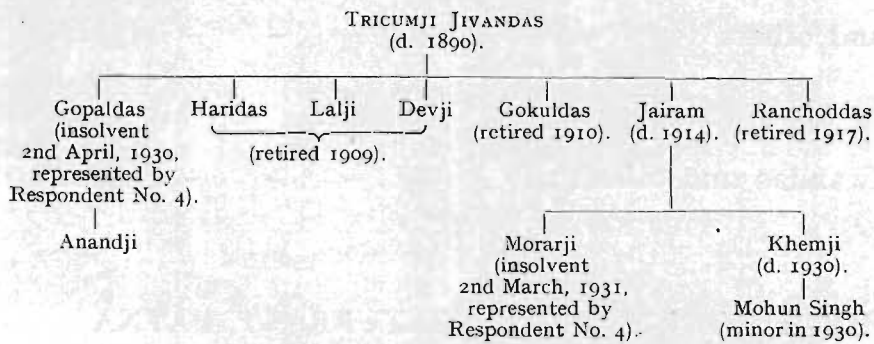 TRICUMJI JIVANDAS
(d. 1890).
Gopaldas
(insolvent
2nd April, 1930,
represented by
Respondent No. 4).
Anandji
Haridas Lalji Devji
(retired 1909).
Gokuldas
(retired 1910).
Jairam
(d. 1914).
Ranchoddas
(retired 1917).
Morarji
(insolvent
2nd March, 1931,
represented by
Respondent No. 4).
Khemji
(d. 1930).
Mohun Singh
(minor in 1930).